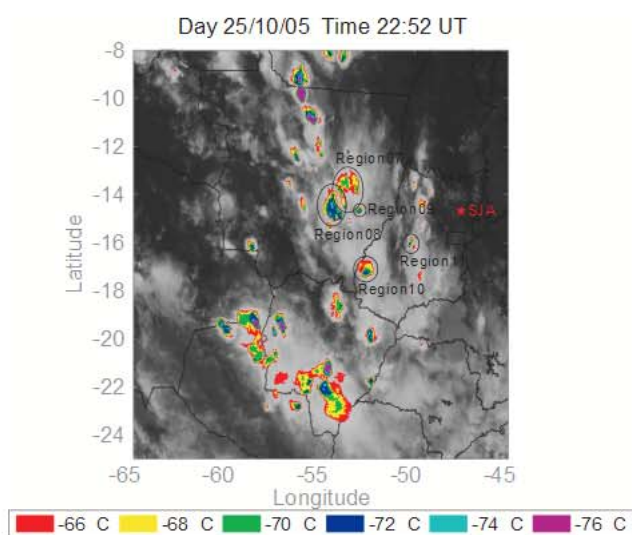 Day 25/10/05 Time 22:52 UT
-8
-10
-12
-14
-16
-18
-20
-22
-24
Latitude
Region07
Region09
SJA
Region08
Region11
Region10
-65 -60 -55 -50 -45
Longitude
-66 C -68 C -70 C -72 C -74 C -76 C